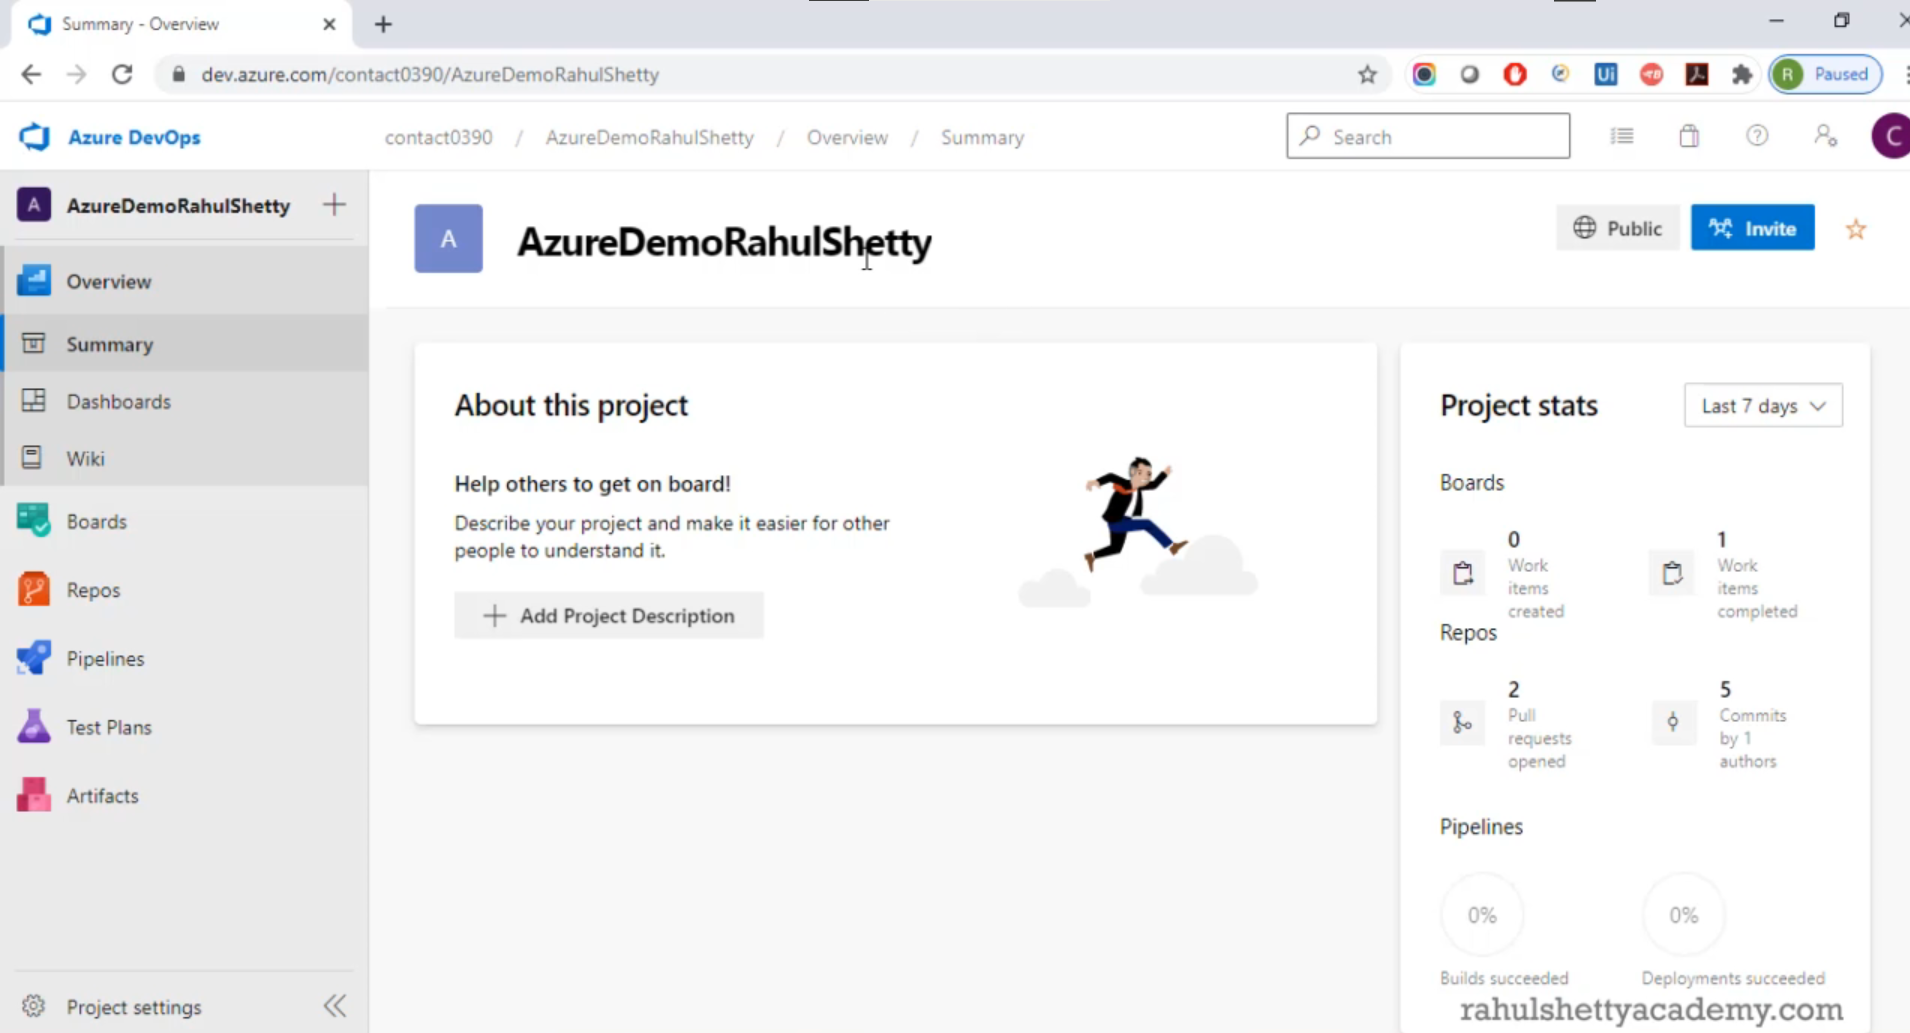 Summary - Overview
dev.azure.com/contact0390/AzureDemoRahulShetty
Ui
R Paused
Azure DevOps
contact0390 / AzureDemoRahulShetty / Overview / Summary
Search
C
A AzureDemoRahulShetty
Overview
Summary
Dashboards
Wiki
Boards
Repos
Pipelines
Test Plans
Artifacts
Project settings
A
AzureDemoRahulShetty
Public
Invite
About this project
Help others to get on board!
Describe your project and make it easier for other
people to understand it.
Add Project Description
Project stats
Last 7 days
Boards
0
Work
items
created
1
Work
items
completed
Repos
2
Pull
requests
opened
5
Commits
by 1
authors
Pipelines
0%
Builds succeeded
0%
Deployments succeeded
rahulshettyacademy.com